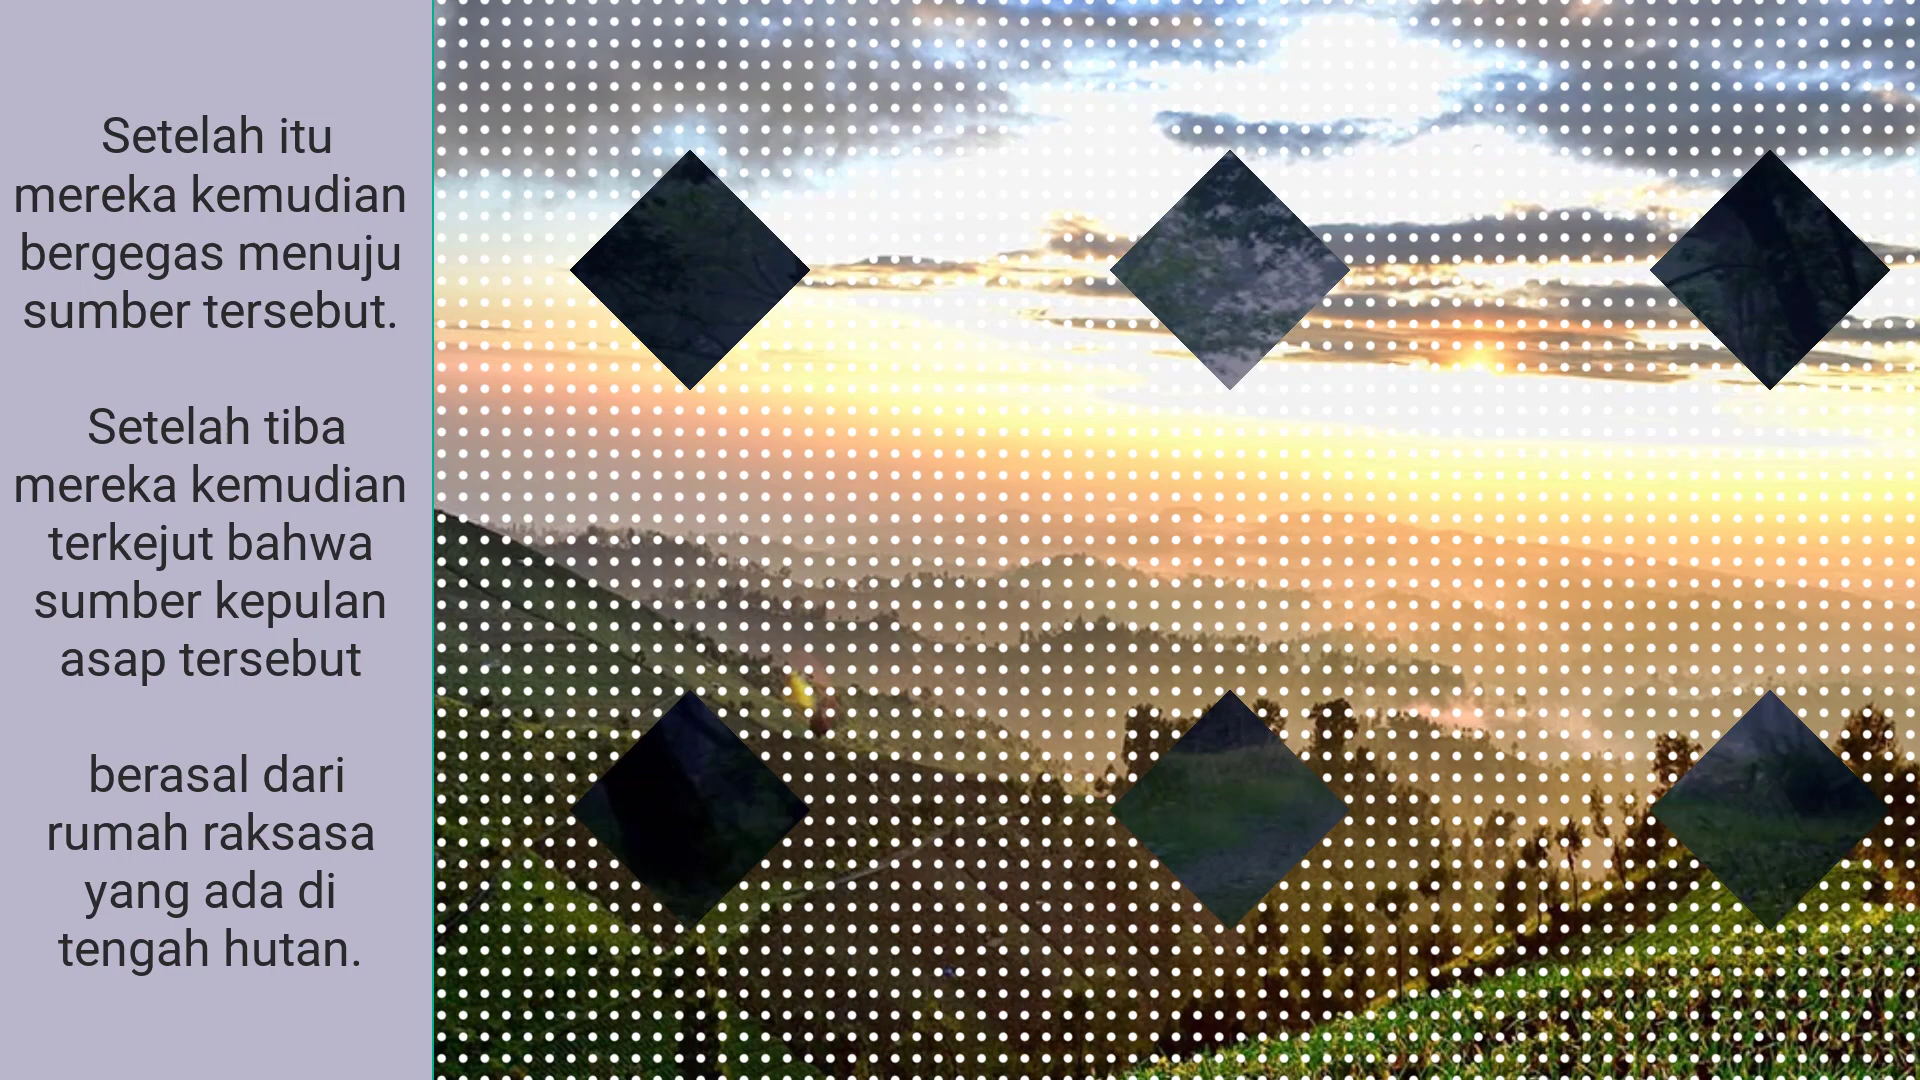 Setelah itu
mereka kemudian
bergegas menuju
sumber tersebut.
Setelah tiba
mereka kemudian
terkejut bahwa
sumber kepulan
asap tersebut
berasal dari
rumah raksasa
yang ada di
tengah hutan.